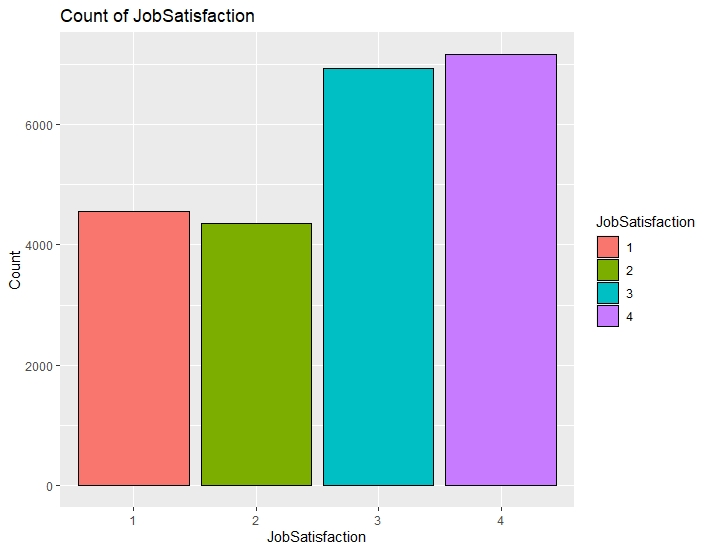 Count of JobSatisfaction
Count
6000
4000
2000
0
1 2 3 4
JobSatisfaction
JobSatisfaction
1
2
3
4